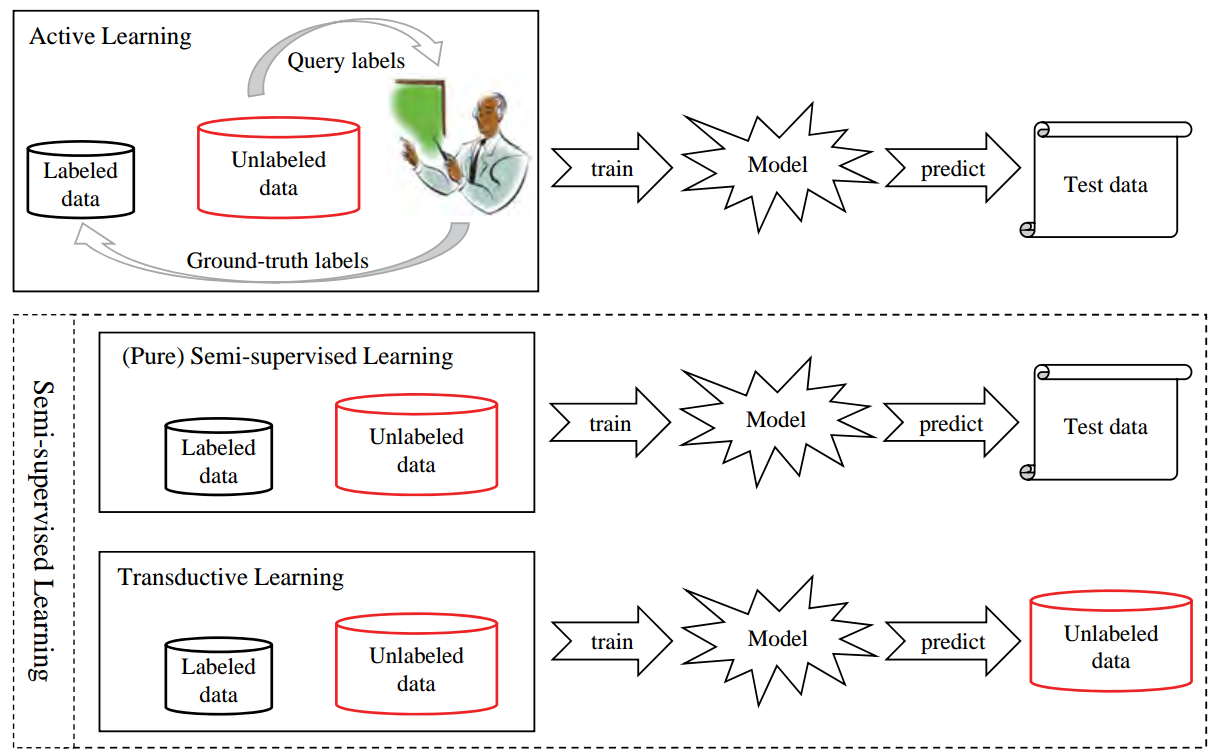 Active Learning
Query labels
Labeled
data
Unlabeled
data
Ground-truth labels
train
Model
predict
Test data
Semi-supervised Learning
(Pure) Semi-supervised Learning
Labeled
data
Unlabeled
data
train
Model
predict
Test data
Transductive Learning
Labeled
data
Unlabeled
data
train
Model
predict
Unlabeled
data